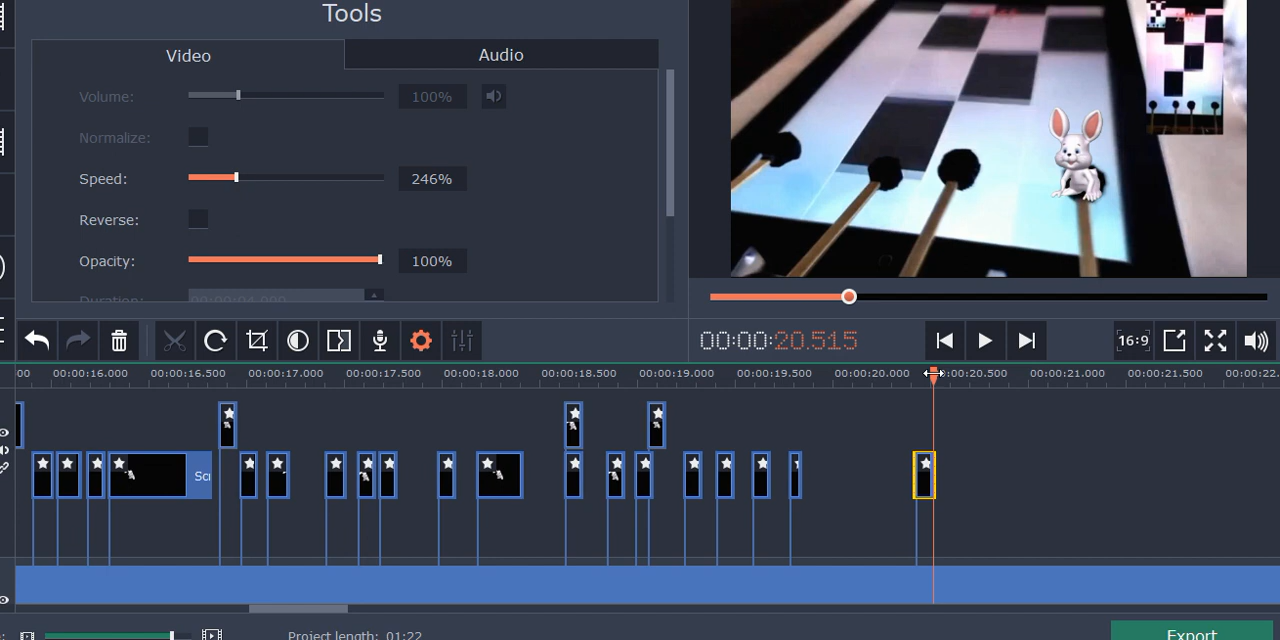 Tools
Video
Audio
Volume:
100%
Normalize:
Speed:
246%
Reverse:
Opacity:
100%
Duration:
00:00:04.000
00:00:20.515
16:9
00
00:00:16.000
00:00:16.500
00:00:17.000
00:00:17.500
00:00:18.000
00:00:18.500
00:00:19.000
00:00:19.500
00:00:20.000
00:00:20.500
00:00:21.000
00:00:21.500
00:00:22.
Project length: 01:22
Export